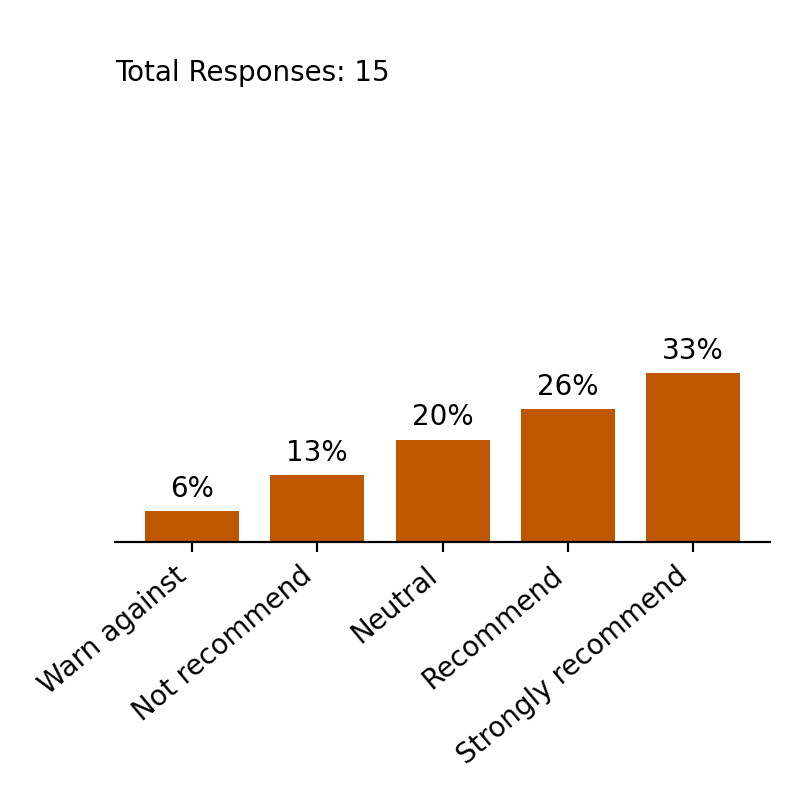 Total Responses: 15
33%
26%
20%
13%
6%
Warn against
Not recommend
Neutral
Recommend
Strongly recommend